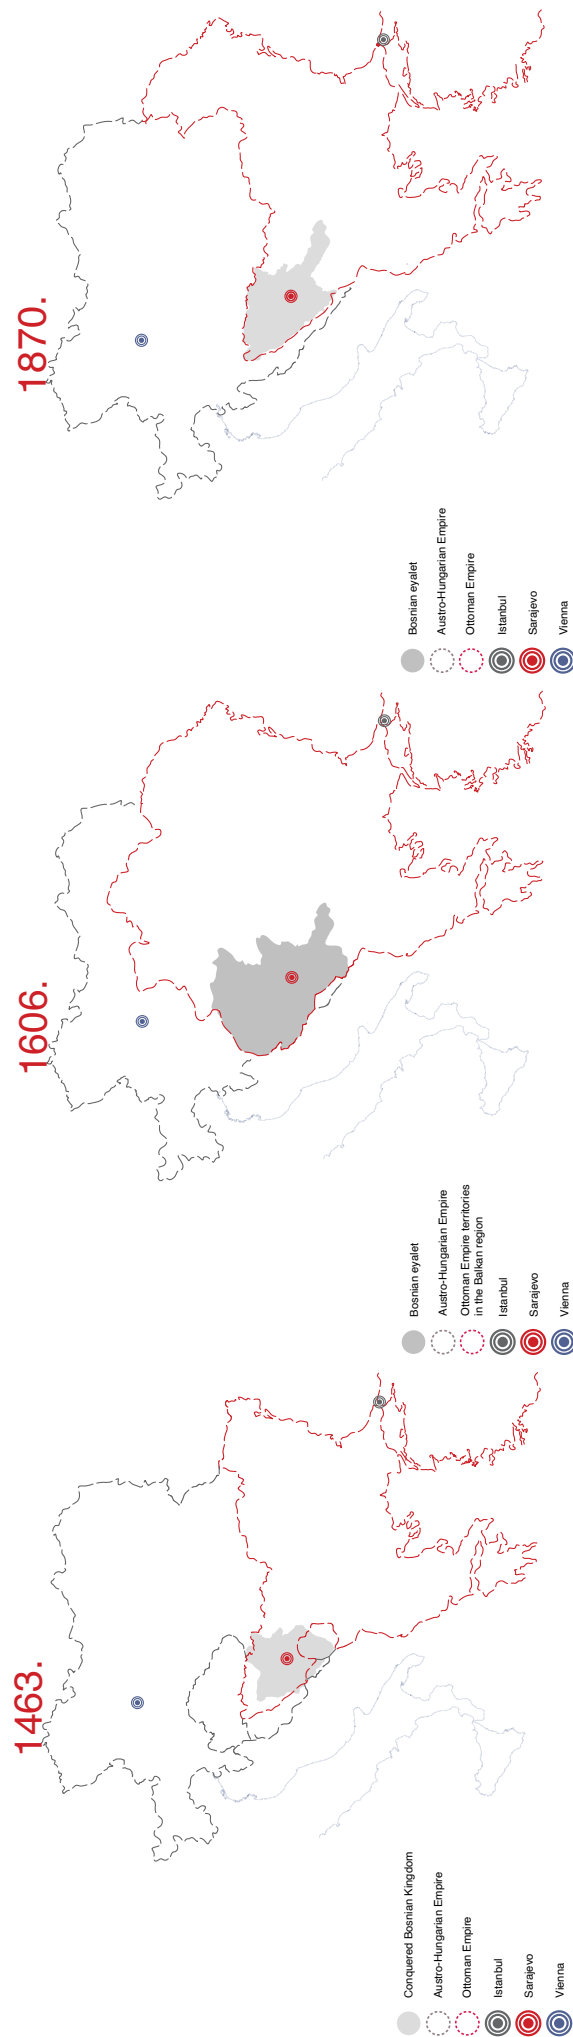 1463.
Conquered Bosnian Kingdom
Austro-Hungarian Empire
Ottoman Empire
Istanbul
Sarajevo
Vienna
1606.
Bosnian eyalet
Austro-Hungarian Empire
Ottoman Empire territories
in the Balkan region
Istanbul
Sarajevo
Vienna
1870.
Bosnian eyalet
Austro-Hungarian Empire
Ottoman Empire
Istanbul
Sarajevo
Vienna